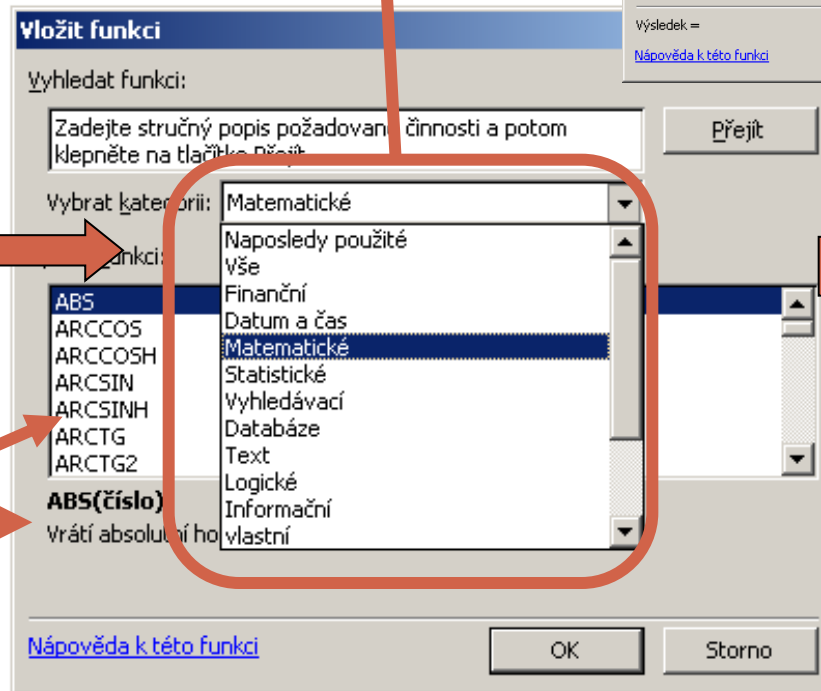 Výsledek =
Nápověda k této funkci
Vložit funkci
Vyhledat funkci:
Zadejte stručný popis požadované činnosti a potom
klepněte na tlačítko Přejít
Přejít
Vybrat kategorii: Matematické
Naposledy použité
Vše
Finanční
Datum a čas
Matematické
Statistické
Vyhledávací
Databáze
Text
Logické
Informační
vlastní
funkci:
ABS
ARCCOS
ARCCOSH
ARCSIN
ARCSINH
ARCTG
ARCTG2
ABS(číslo)
Vrátí absolutní ho
Nápověda k této funkci
OK
Storno